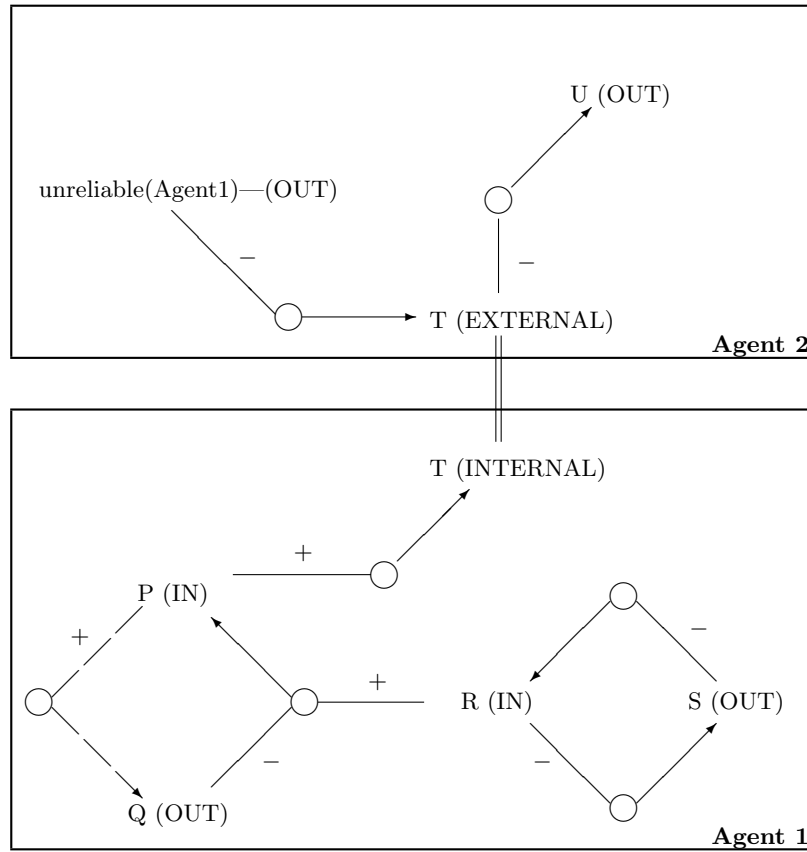 U (OUT)
unreliable(Agent1)—(OUT)
−
−
T (EXTERNAL)
Agent 2
T (INTERNAL)
+
P (IN)
+
−
+
R (IN)
S (OUT)
−
−
Q (OUT)
Agent 1